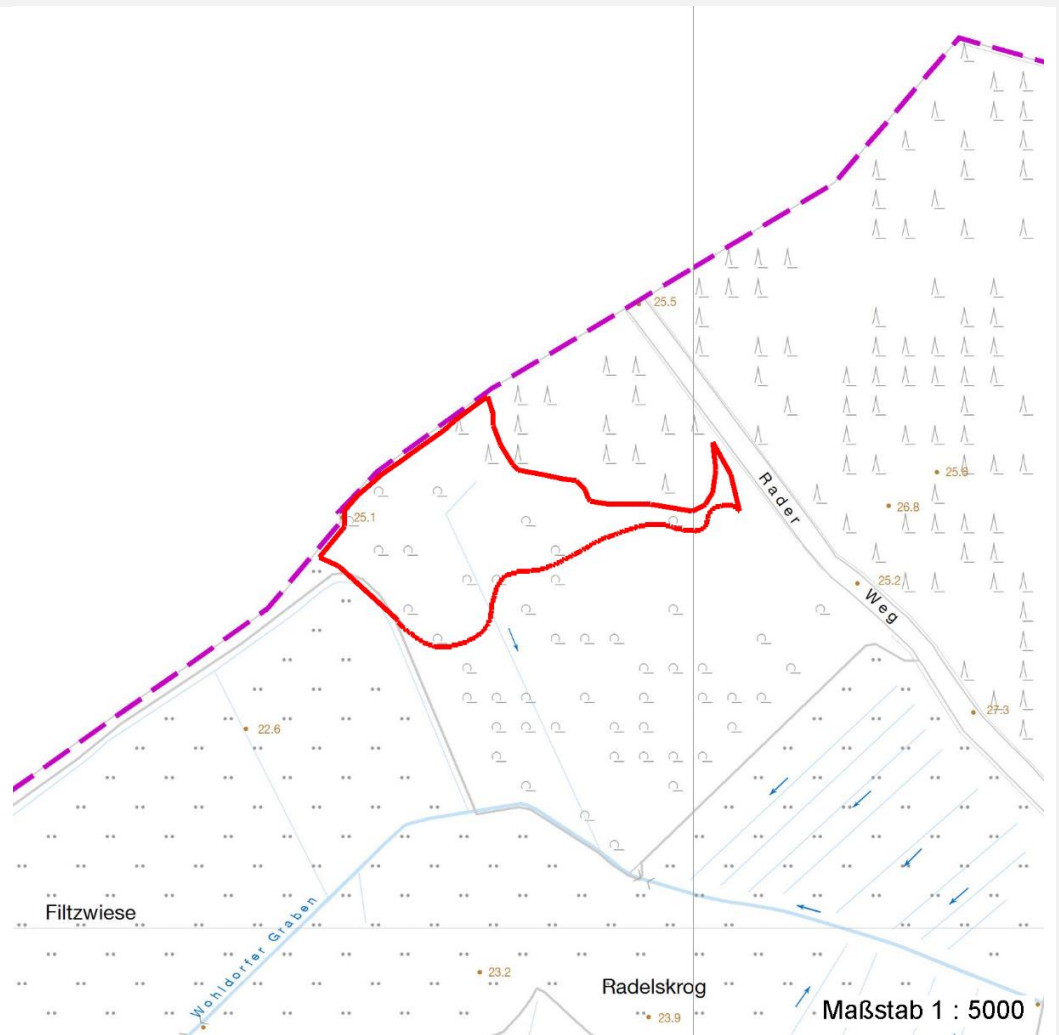 25.5
25.9
25.1
26.8
Rader Weg
25.2
27.3
22.6
Filtzwiese
Wohldorfer Graben
23.2
Radelskrog
23.9
Maßstab 1 : 5000